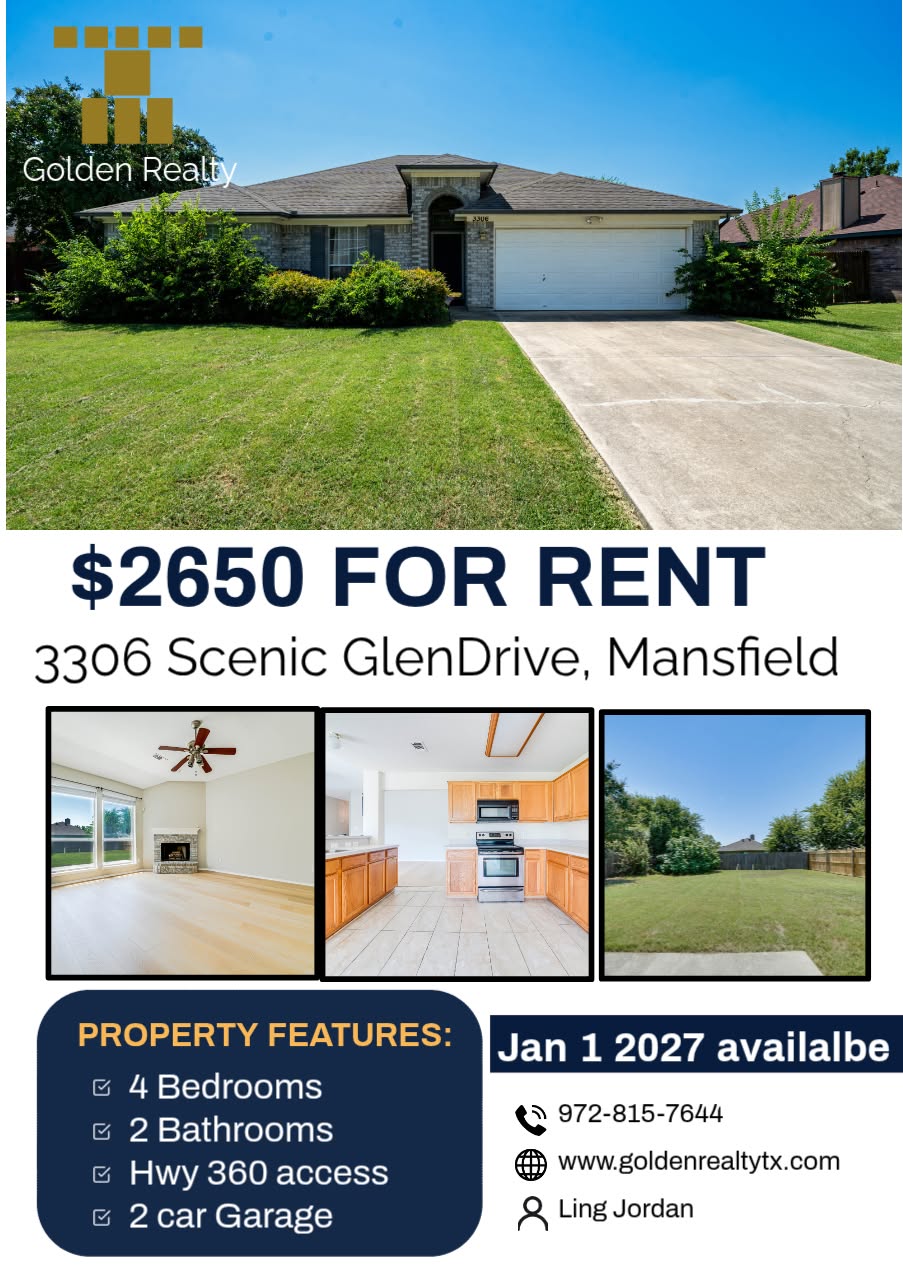 Golden Realty
3306
$2650 FOR RENT
3306 Scenic GlenDrive, Mansfield
PROPERTY FEATURES:
4 Bedrooms
2 Bathrooms
Hwy 360 access
2 car Garage
Jan 1 2027 availalbe
972-815-7644
www.goldenrealtytx.com
Ling Jordan